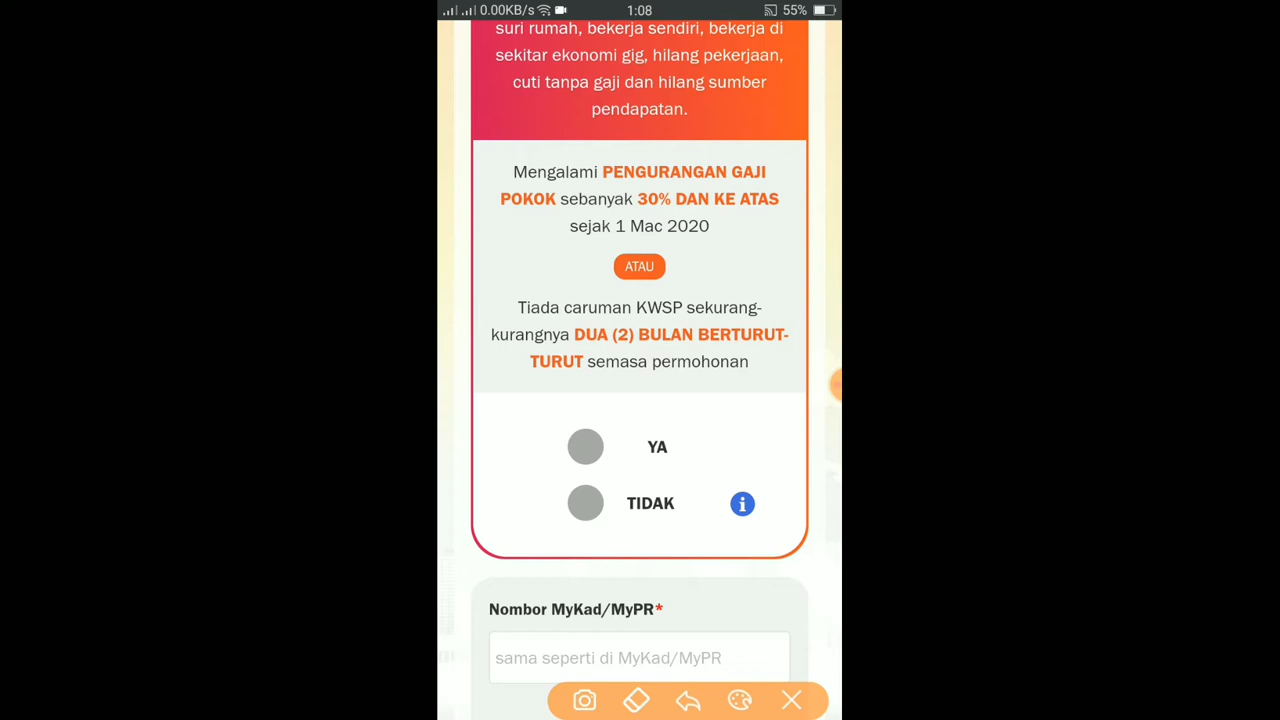 0.00KB/s 1:08 55%
suri rumah, bekerja sendiri, bekerja di
sekitar ekonomi gig, hilang pekerjaan,
cuti tanpa gaji dan hilang sumber
pendapatan.
Mengalami PENGURANGAN GAJI
POKOK sebanyak 30% DAN KE ATAS
sejak 1 Mac 2020
ATAU
Tiada caruman KWSP sekurang-
kurangnya DUA (2) BULAN BERTURUT-
TURUT semasa permohonan
YA
TIDAK
Nombor MyKad/MyPR*
sama seperti di MyKad/MyPR